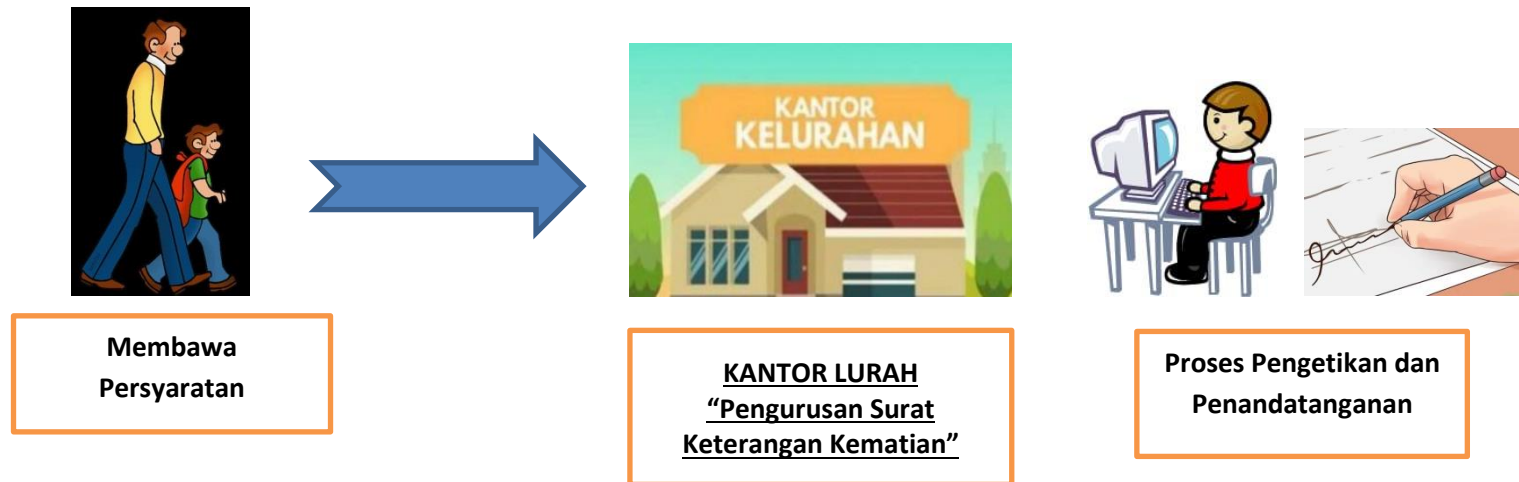 KANTOR
KELURAHAN
Membawa
Persyaratan
KANTOR LURAH
“Pengurusan Surat
Keterangan Kematian”
Proses Pengetikan dan
Penandatanganan